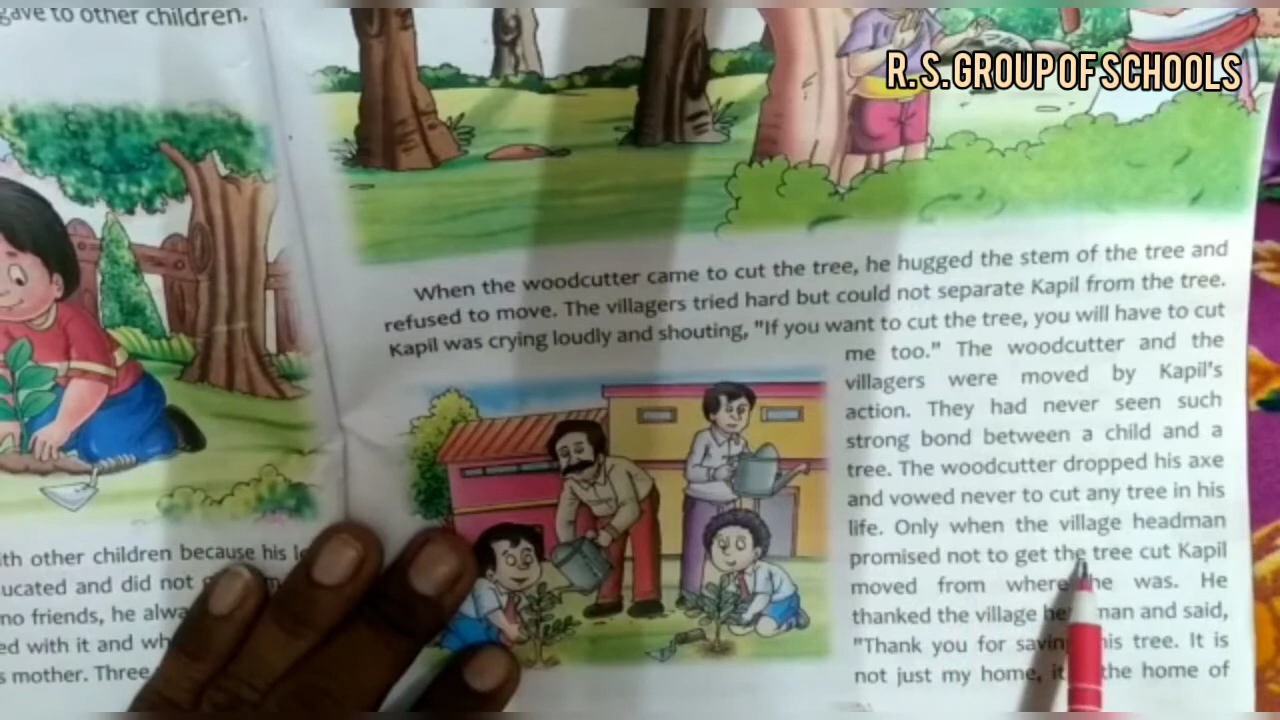 gave to other children.
R.S. GROUP OF SCHOOLS
ith other children because his
ucated and did not
no friends, he alwa
ed with it and wh
s mother. Three
When the woodcutter came to cut the tree, he hugged the stem of the tree and
refused to move. The villagers tried hard but could not separate Kapil from the tree.
Kapil was crying loudly and shouting, "If you want to cut the tree, you will have to cut
me too." The woodcutter and the
villagers were moved by Kapil's
action. They had never seen such
strong bond between a child and a
tree. The woodcutter dropped his axe
and vowed never to cut any tree in his
life. Only when the village headman
promised not to get the tree cut Kapil
moved from where he was. He
thanked the village he man and said,
"Thank you for savin his tree. It is
not just my home, it the home of